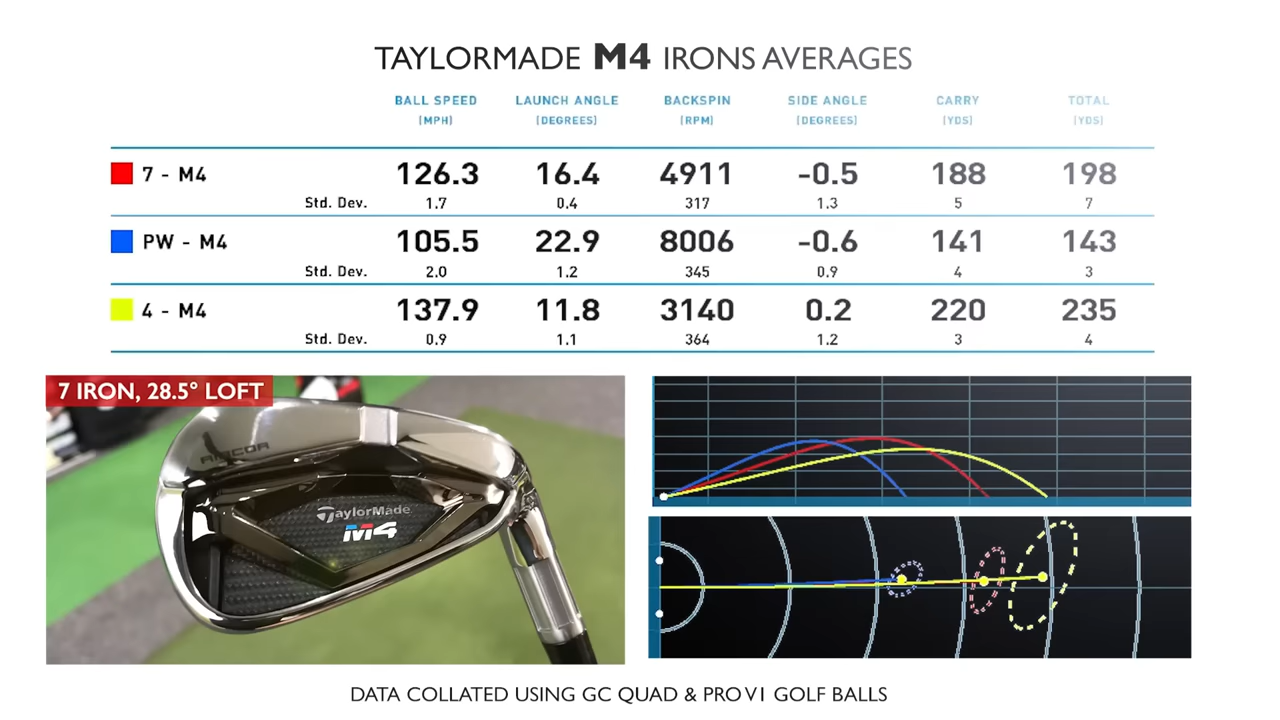 TAYLORMADE M4 IRONS AVERAGES
BALL SPEED LAUNCH ANGLE BACKSPIN SIDE ANGLE CARRY TOTAL
(MPH) (DEGREES) (RPM) (DEGREES) (YDS) (YDS)
7 - M4 126.3 16.4 4911 -0.5 188 198
Std. Dev. 1.7 0.4 317 1.3 5 7
PW - M4 105.5 22.9 8006 -0.6 141 143
Std. Dev. 2.0 1.2 345 0.9 4 3
4 - M4 137.9 11.8 3140 0.2 220 235
Std. Dev. 0.9 1.1 364 1.2 3 4
7 IRON, 28.5° LOFT
RIBCOR
TaylorMade
M4
DATA COLLATED USING GC QUAD & PRO V1 GOLF BALLS